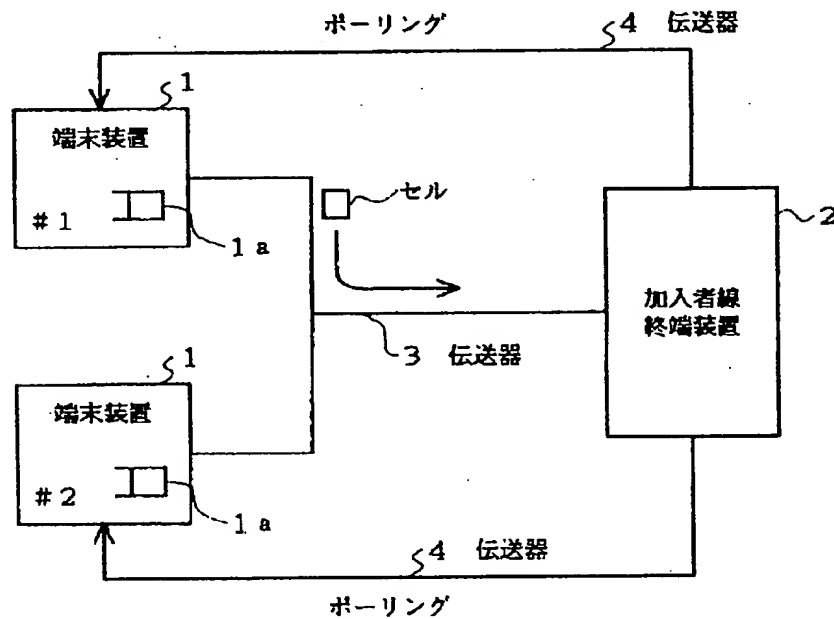 ポーリング
4 伝送器
1
端末装置
#1
1a
セル
2
加入者線
終端装置
3 伝送器
1
端末装置
#2
1a
4 伝送器
ポーリング